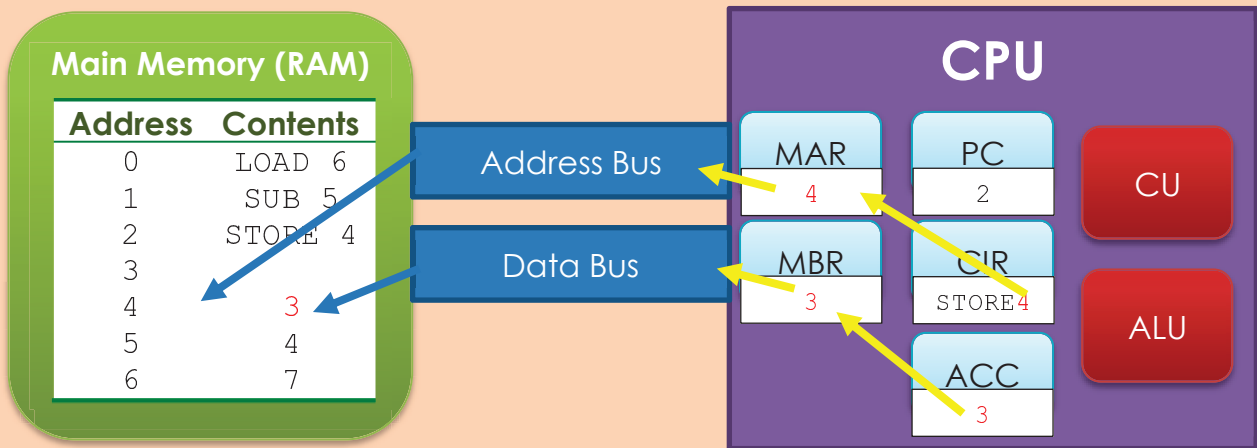 Main Memory (RAM)
Address Contents
0 LOAD 6
1 SUB 5
2 STORE 4
3
4 3
5 4
6 7
Address Bus
Data Bus
CPU
MAR
4
PC
2
CU
MBR
3
CIR
STORE4
ALU
ACC
3